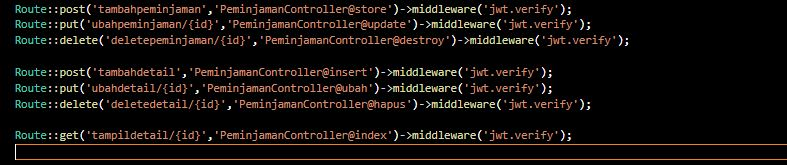 Route::post('tambahpeminjaman','PeminjamanController@store')->middleware('jwt.verify');
Route::put('ubahpeminjaman/{id}','PeminjamanController@update')->middleware('jwt.verify');
Route::delete('deletepeminjaman/{id}','PeminjamanController@destroy')->middleware('jwt.verify');
Route::post('tambahdetail','PeminjamanController@insert')->middleware('jwt.verify');
Route::put('ubahdetail/{id}','PeminjamanController@ubah')->middleware('jwt.verify');
Route::delete('deletedetail/{id}','PeminjamanController@hapus')->middleware('jwt.verify');
Route::get('tampildetail/{id}','PeminjamanController@index')->middleware('jwt.verify');